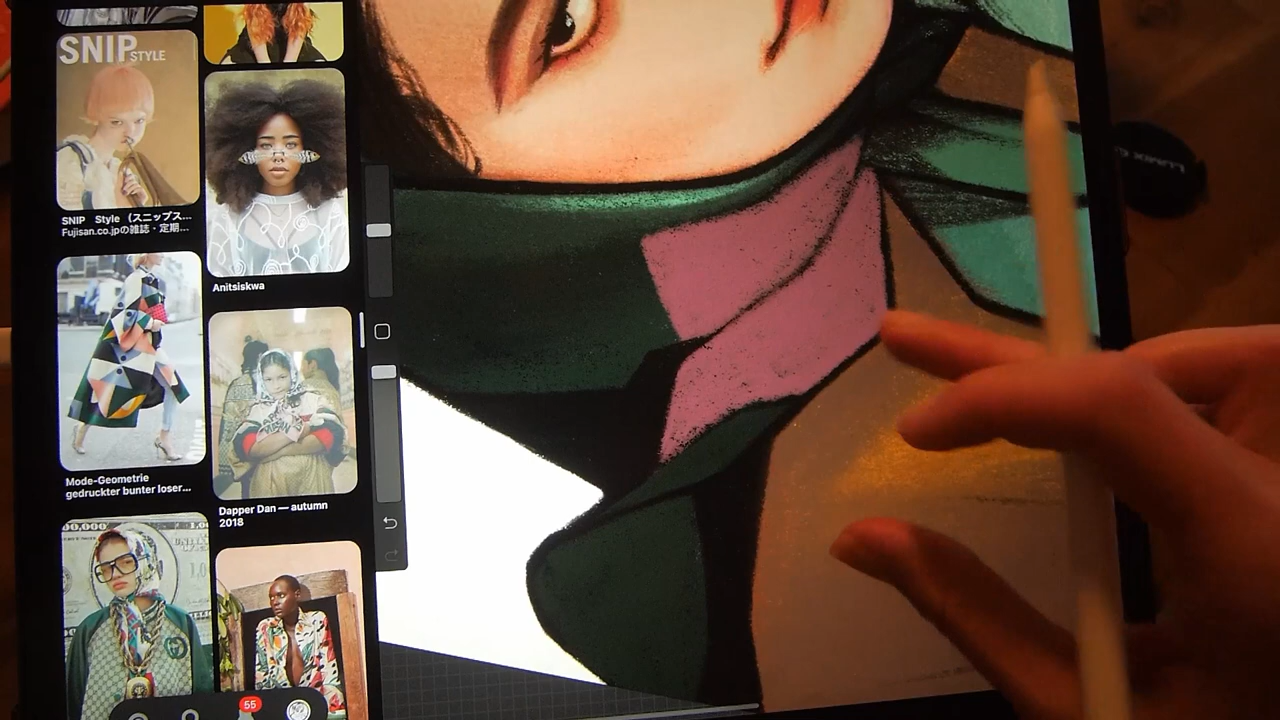 SNIP
STYLE
SNIP Style (スニップス...
Fujisan.co.jpの雑誌・定期...
Anitsiskwa
Mode-Geometrie
gedruckter bunter loser...
Dapper Dan — autumn
2018
55
LUMIX